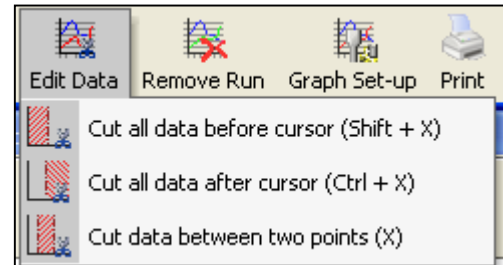 Edit Data Remove Run Graph Set-up Print
Cut all data before cursor (Shift + X)
Cut all data after cursor (Ctrl + X)
Cut data between two points (X)